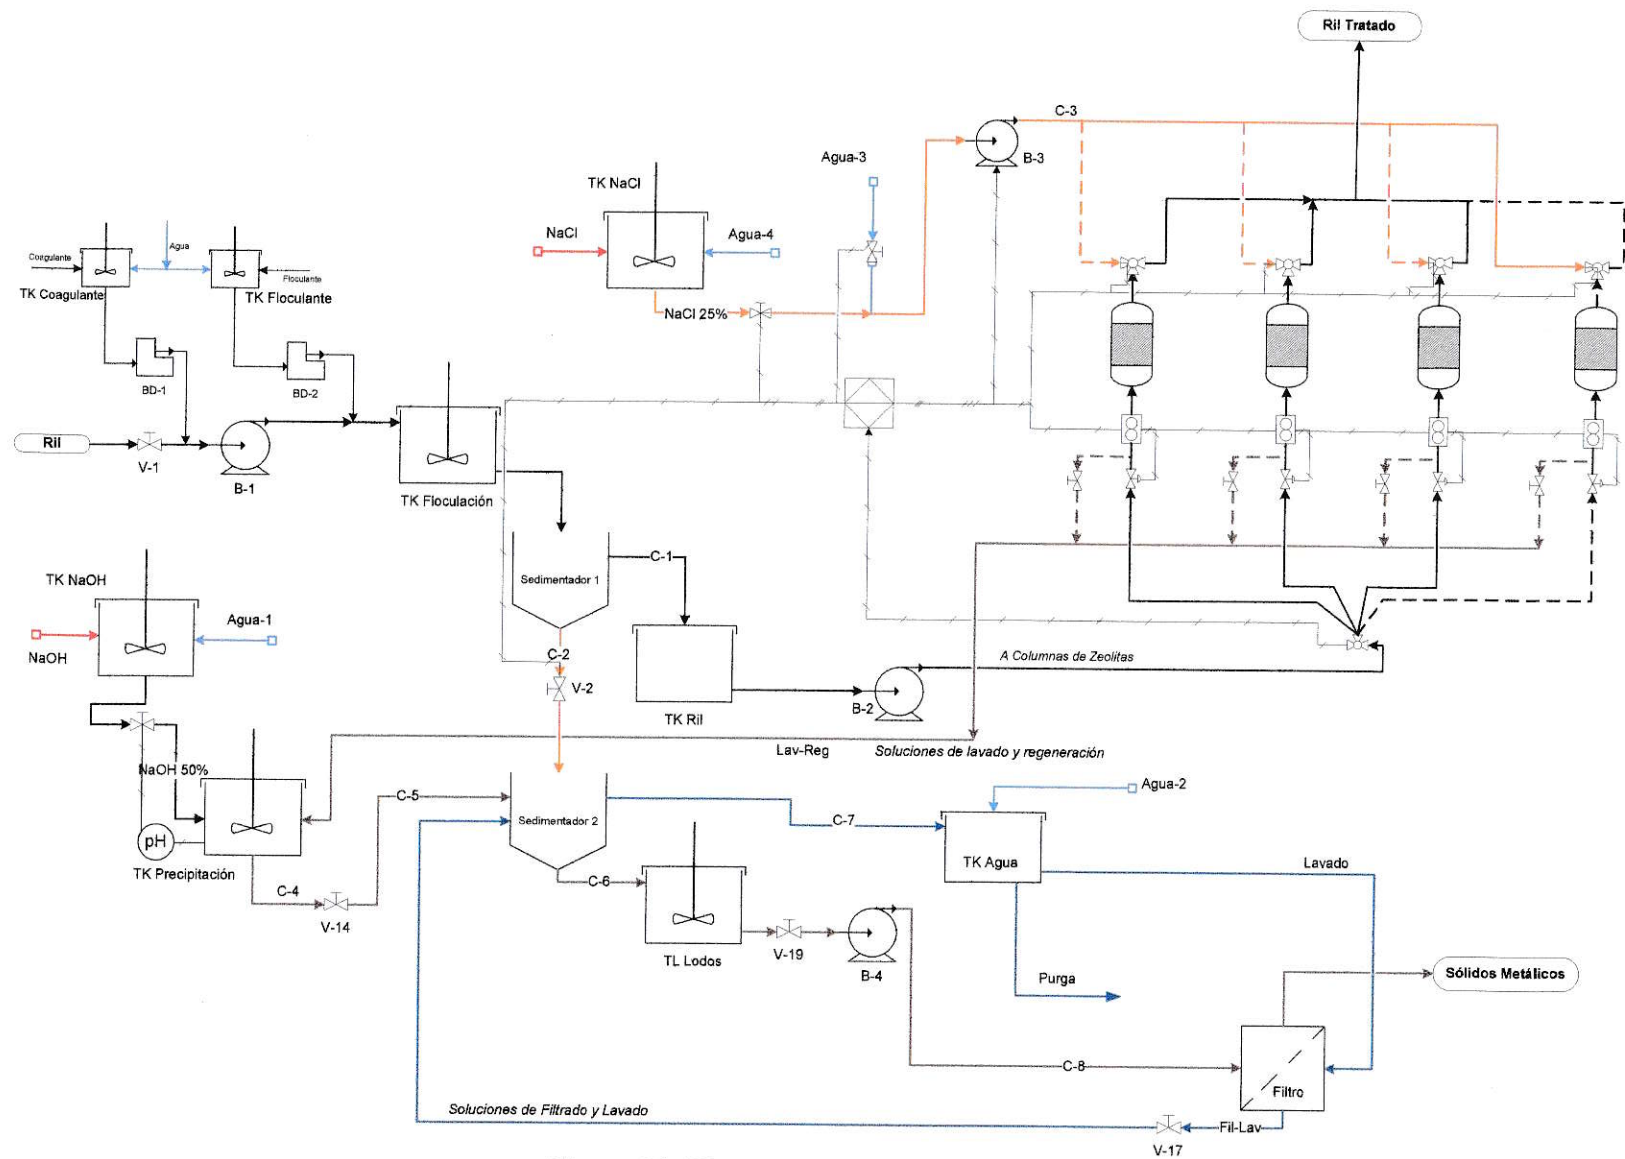 Ril Tratado
C-3
B-3
Agua-3
TK NaCl
NaCl
Agua-4
NaCl 25%
Agua
Coagulante
Floculante
TK Coagulante
TK Floculante
BD-1
BD-2
Ril
V-1
B-1
TK Floculación
C-1
Sedimentador 1
TK NaOH
Agua-1
NaOH
C-2
V-2
A Columnas de Zeolitas
B-2
TK Ril
Lav-Reg
Soluciones de lavado y regeneración
NaOH 50%
C-5
Agua-2
Sedimentador 2
C-7
pH
TK Precipitación
TK Agua
Lavado
C-6
C-4
V-14
TL Lodos
V-19
B-4
Purga
Sólidos Metálicos
C-8
Filtro
Soluciones de Filtrado y Lavado
Fil-Lav
V-17